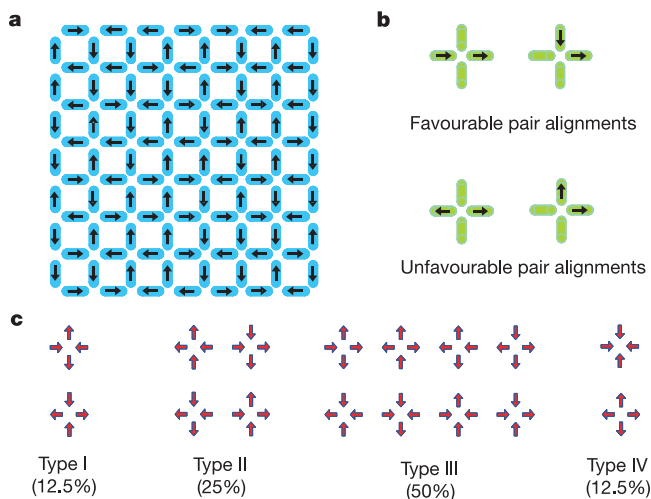 a
b
Favourable pair alignments
Unfavourable pair alignments
c
Type I
(12.5%)
Type II
(25%)
Type III
(50%)
Type IV
(12.5%)